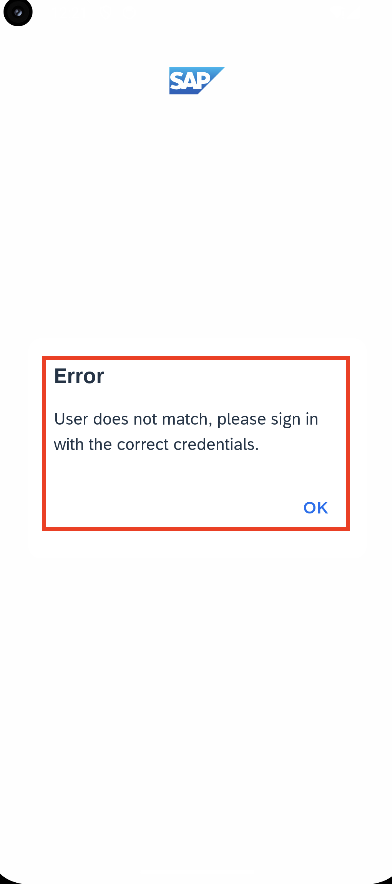 SAP
Error
User does not match, please sign in
with the correct credentials.
OK